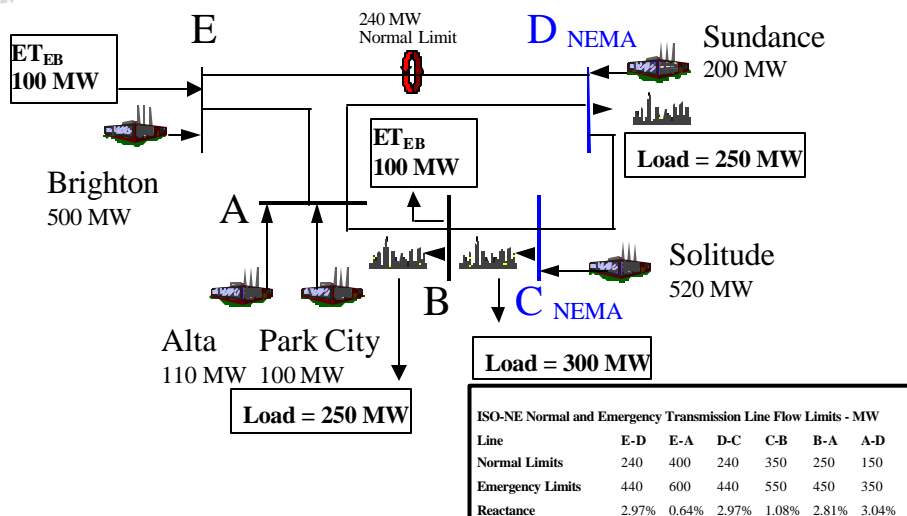 E
240 MW
Normal Limit
D NEMA
Sundance
200 MW
ET EB
100 MW
ET EB
100 MW
Load = 250 MW
Brighton
500 MW
A
Solitude
520 MW
B
C NEMA
Alta
110 MW
Park City
100 MW
Load = 300 MW
Load = 250 MW
ISO-NE Normal and Emergency Transmission Line Flow Limits - MW
Line E-D E-A D-C C-B B-A A-D
Normal Limits 240 400 240 350 250 150
Emergency Limits 440 600 440 550 450 350
Reactance 2.97% 0.64% 2.97% 1.08% 2.81% 3.04%